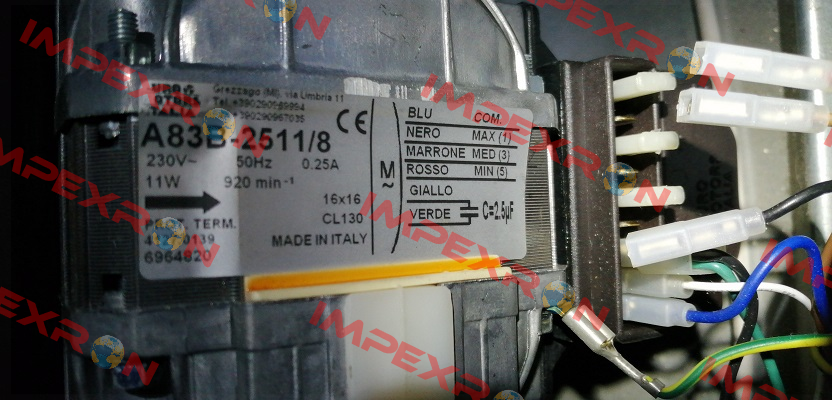 Grezzago (MI), via Umbria 11
A83B-2511/8
CE
230V~ 50Hz 0.25A
11W 920 min⁻¹
16x16
TERM. CL130
MADE IN ITALY
6964820
M
~
BLU COM.
NERO MAX (1)
MARRONE MED (3)
ROSSO MIN (5)
GIALLO
VERDE C=2.5µF
IMPEXRON